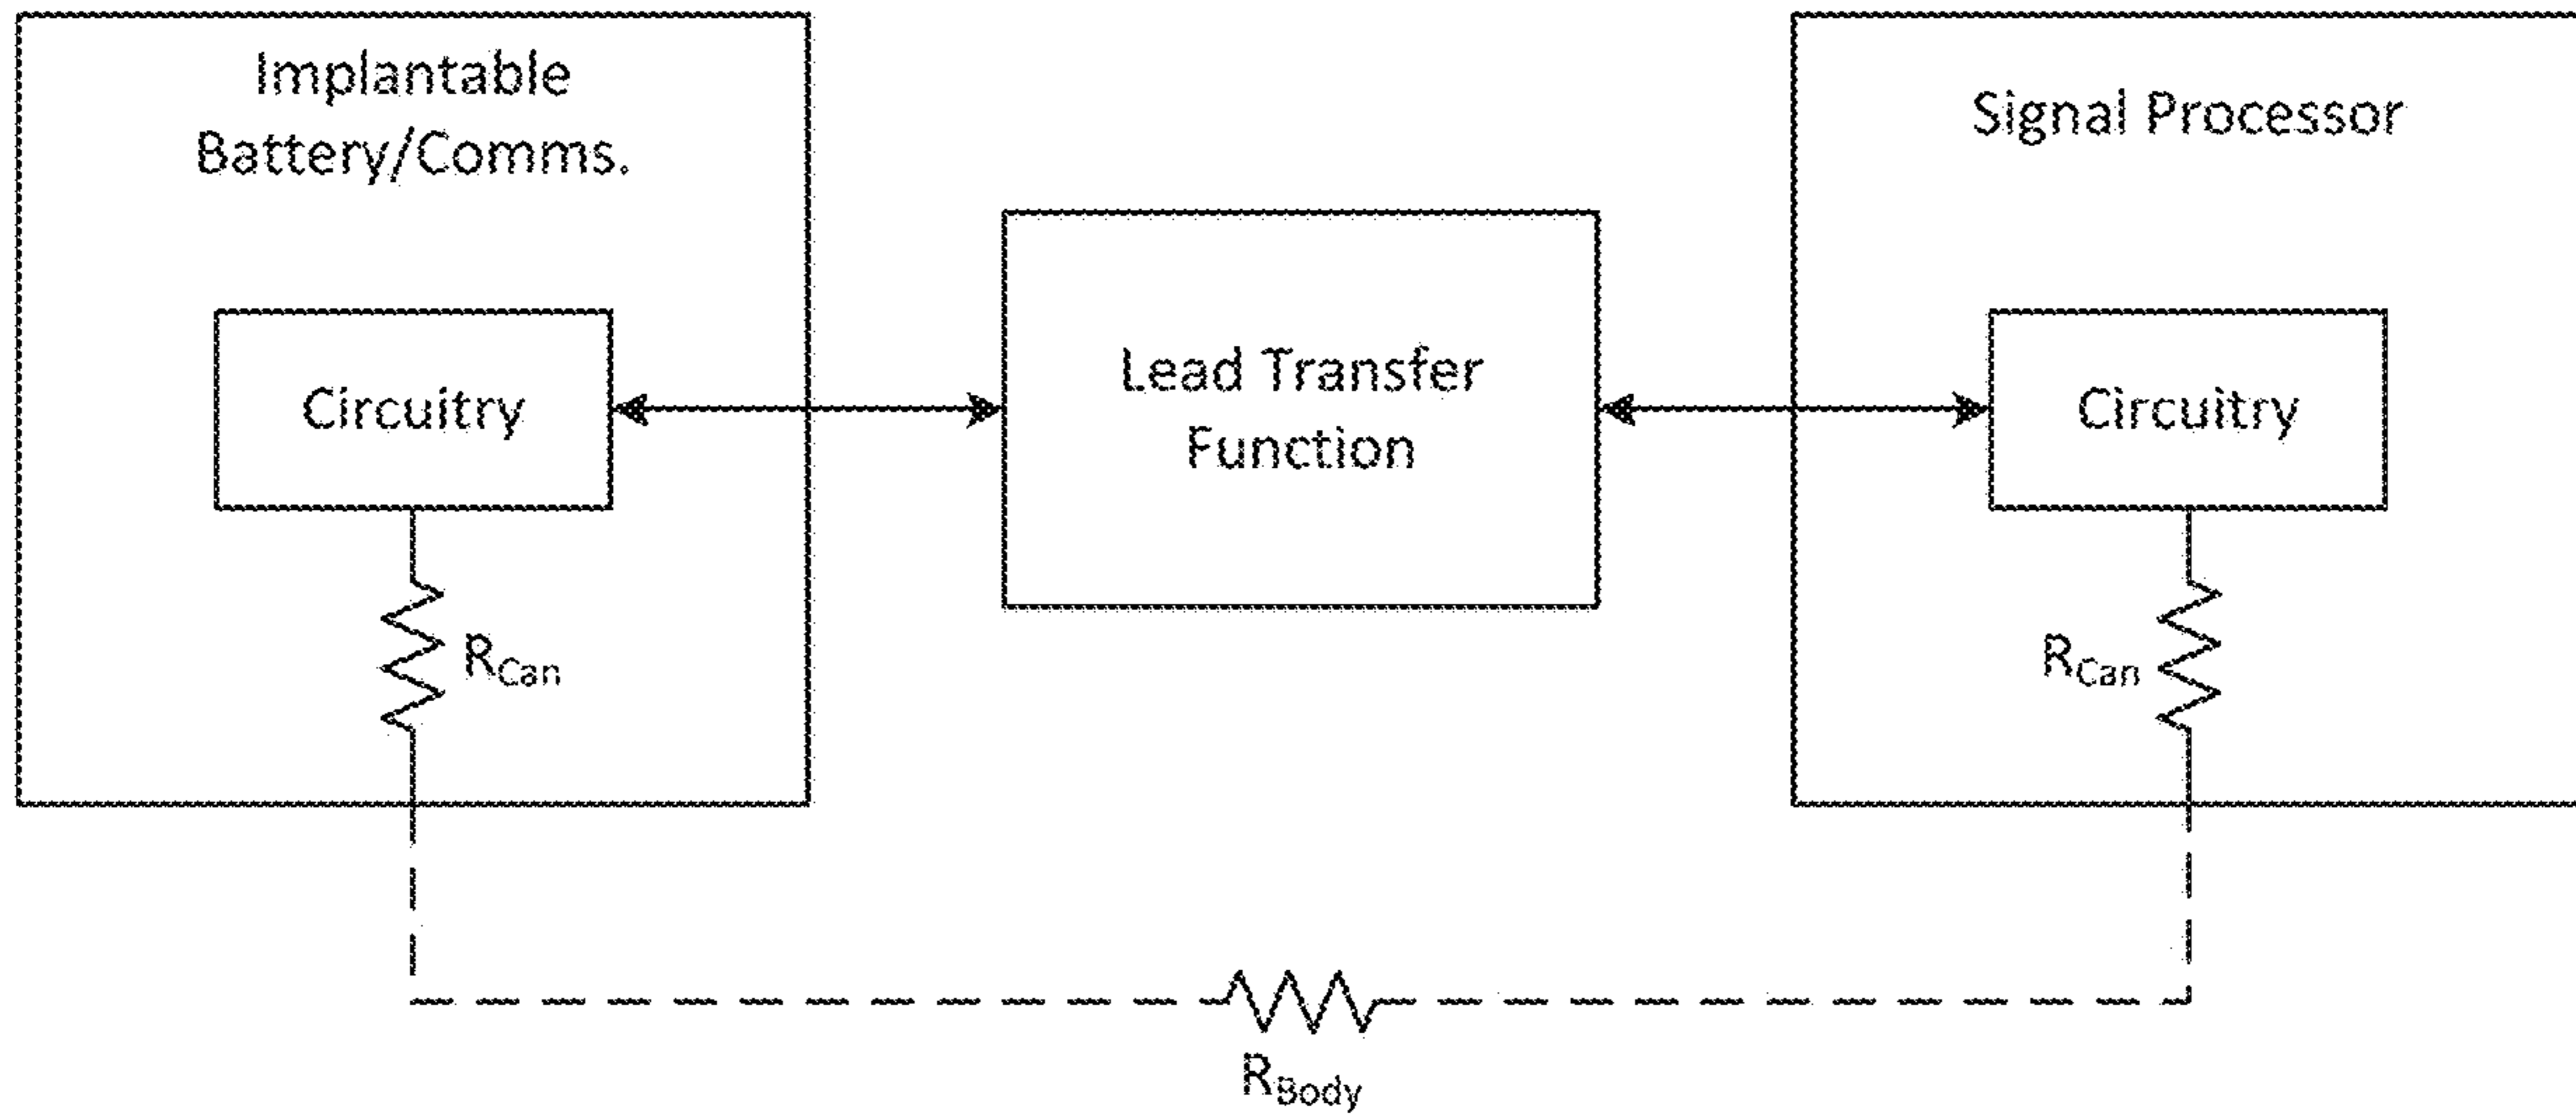 Implantable
Battery/Comms.
Signal Processor
Circuitry
Lead Transfer
Function
Circuitry
RCan
RCan
RBody